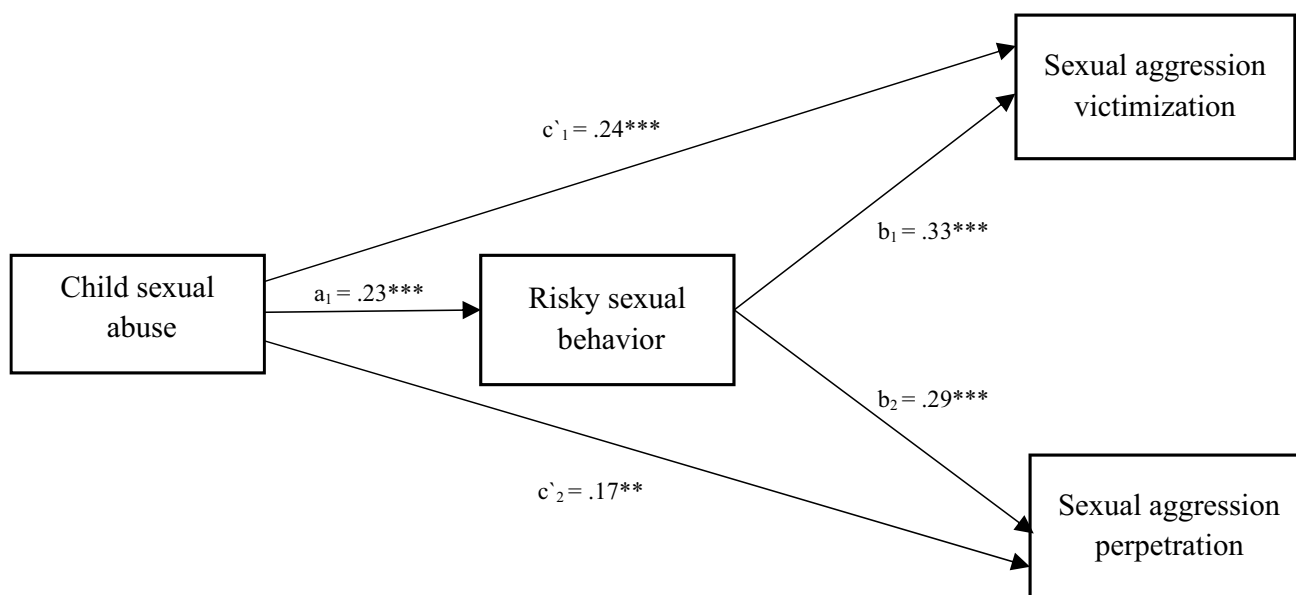 Sexual aggression
victimization
c`₁ = .24***
b₁ = .33***
Child sexual
abuse
a₁ = .23***
Risky sexual
behavior
b₂ = .29***
c`₂ = .17**
Sexual aggression
perpetration